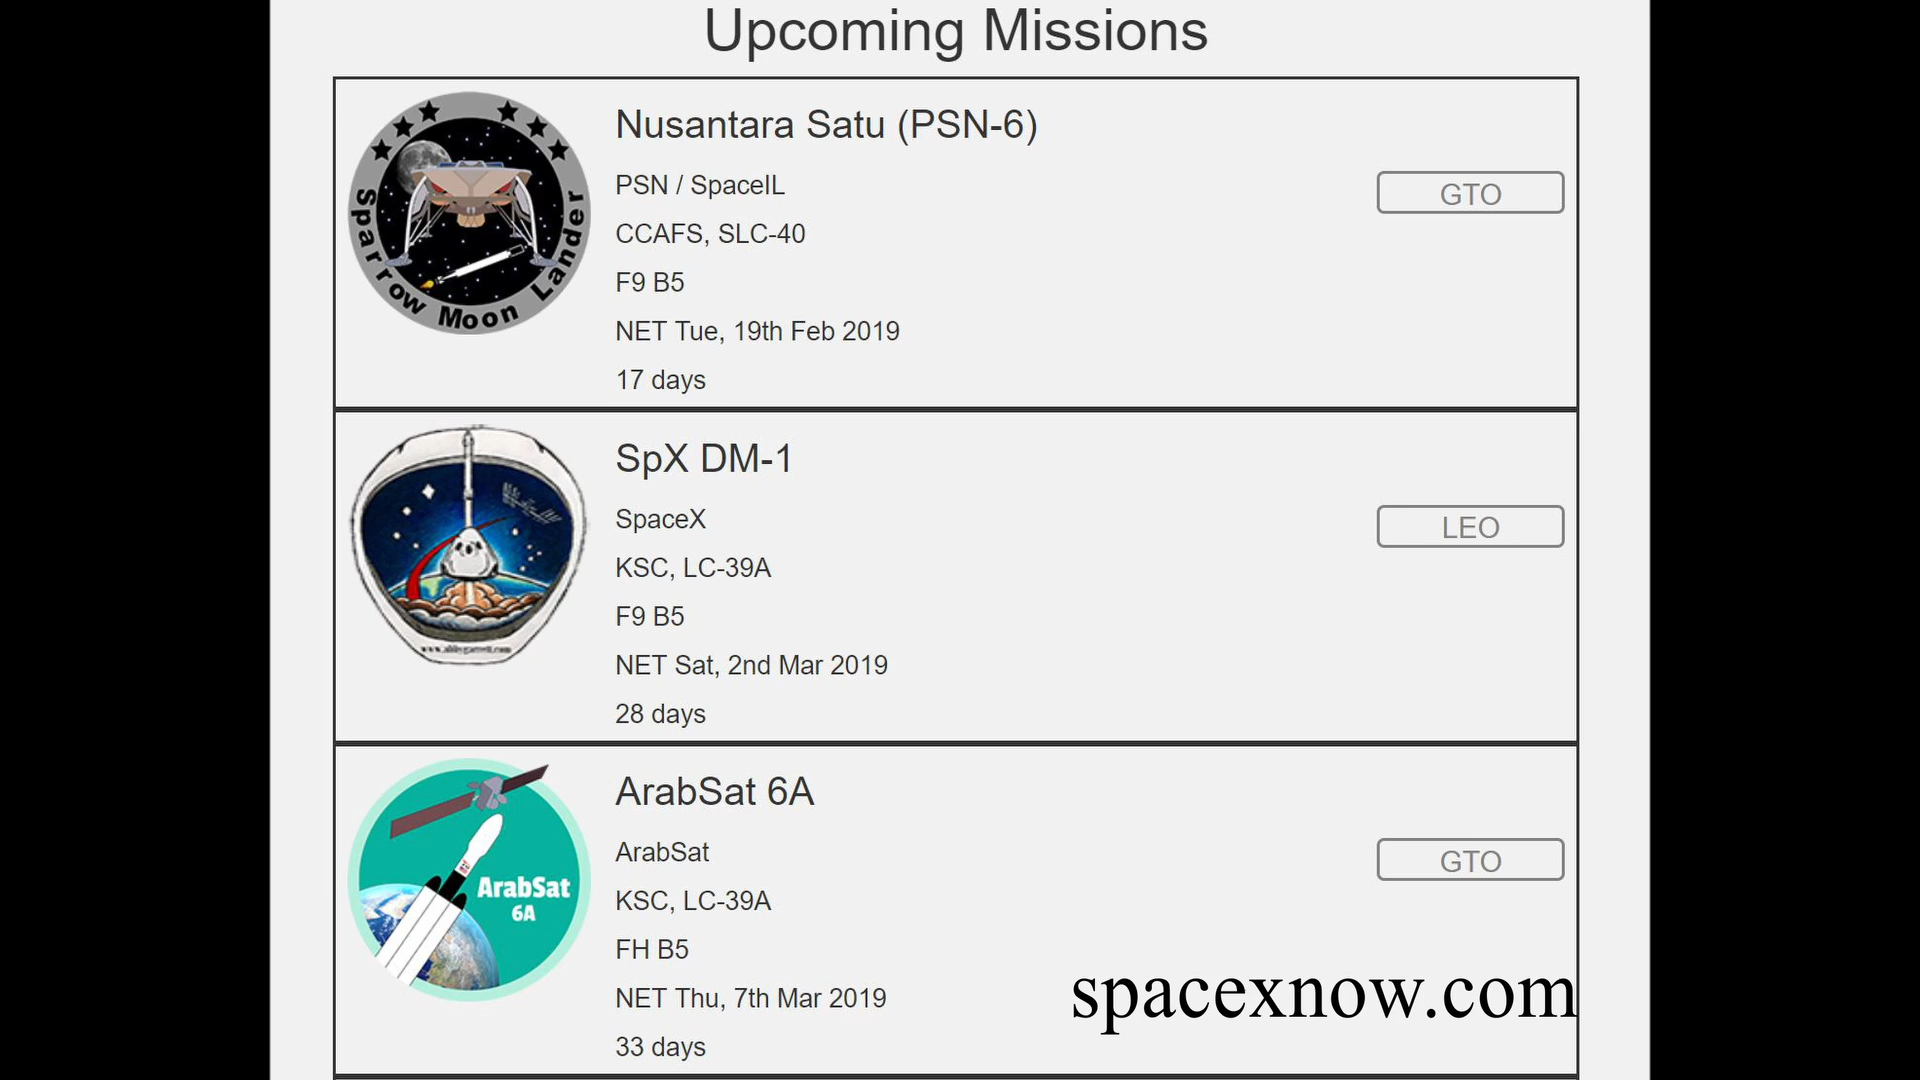 Upcoming Missions
Sparrow Moon Lander
Nusantara Satu (PSN-6)
PSN / SpaceIL
GTO
CCAFS, SLC-40
F9 B5
NET Tue, 19th Feb 2019
17 days
SpX DM-1
SpaceX
LEO
KSC, LC-39A
F9 B5
NET Sat, 2nd Mar 2019
28 days
ArabSat 6A
ArabSat
GTO
KSC, LC-39A
ArabSat
6A
FH B5
NET Thu, 7th Mar 2019
33 days
spacexnow.com